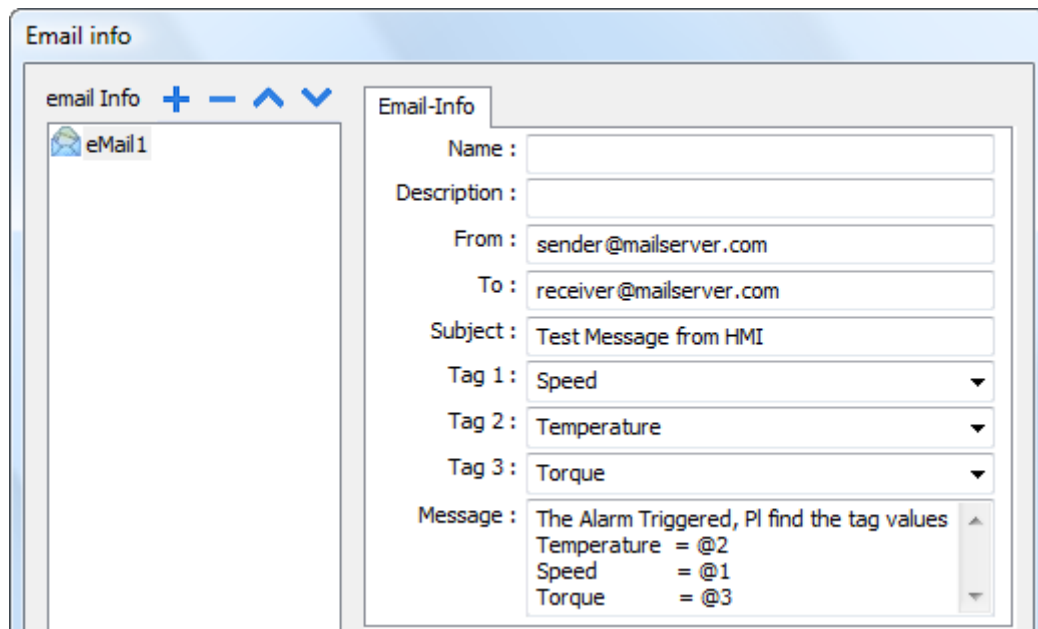 Email info
email Info
eMail1
Email-Info
Name :
Description :
From : sender@mailserver.com
To : receiver@mailserver.com
Subject : Test Message from HMI
Tag 1 : Speed
Tag 2 : Temperature
Tag 3 : Torque
Message : The Alarm Triggered, Pl find the tag values
Temperature = @2
Speed = @1
Torque = @3